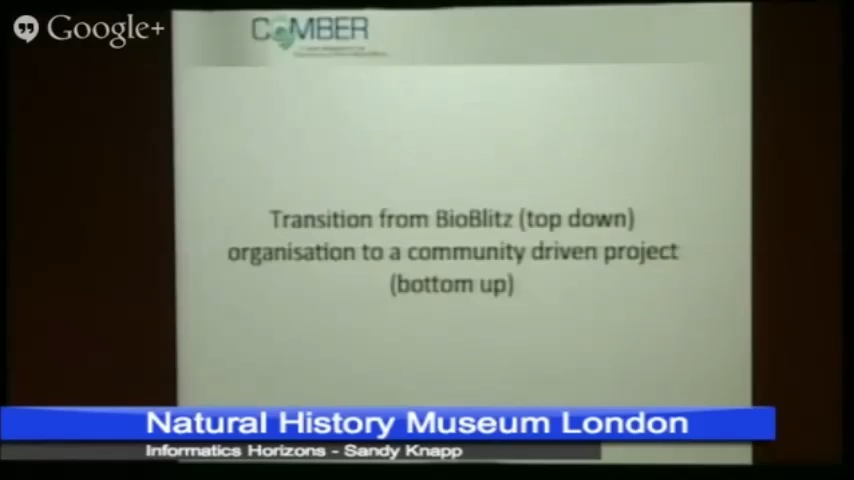 Google+
COMBER
Transition from BioBlitz (top down)
organisation to a community driven project
(bottom up)
Natural History Museum London
Informatics Horizons - Sandy Knapp